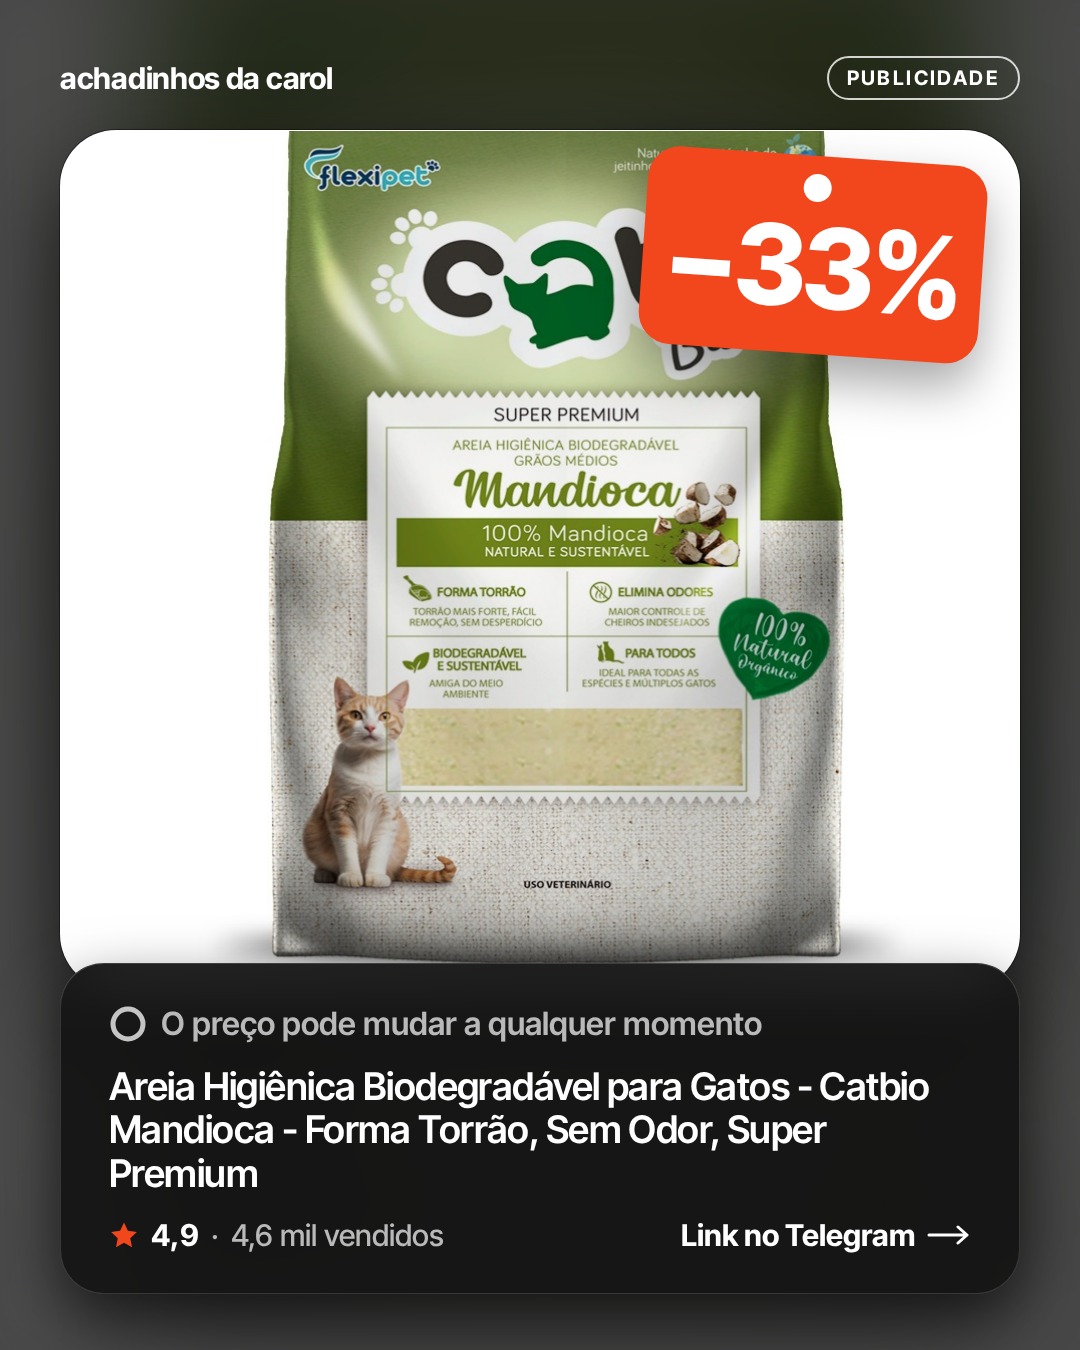 achadinhos da carol
PUBLICIDADE
flexipet
jeitinho
-33%
SUPER PREMIUM
AREIA HIGIÊNICA BIODEGRADÁVEL
GRÃOS MÉDIOS
Mandioca
100% Mandioca
NATURAL E SUSTENTÁVEL
FORMA TORRÃO
TORRÃO MAIS FORTE, FÁCIL
REMOÇÃO, SEM DESPERDÍCIO
ELIMINA ODORES
MAIOR CONTROLE DE
CHEIROS INDESEJADOS
BIODEGRADÁVEL
E SUSTENTÁVEL
AMIGA DO MEIO
AMBIENTE
PARA TODOS
IDEAL PARA TODAS AS
ESPÉCIES E MÚLTIPLOS GATOS
100%
Natural
Orgânico
USO VETERINÁRIO
O preço pode mudar a qualquer momento
Areia Higiênica Biodegradável para Gatos - Catbio
Mandioca - Forma Torrão, Sem Odor, Super
Premium
4,9 · 4,6 mil vendidos
Link no Telegram